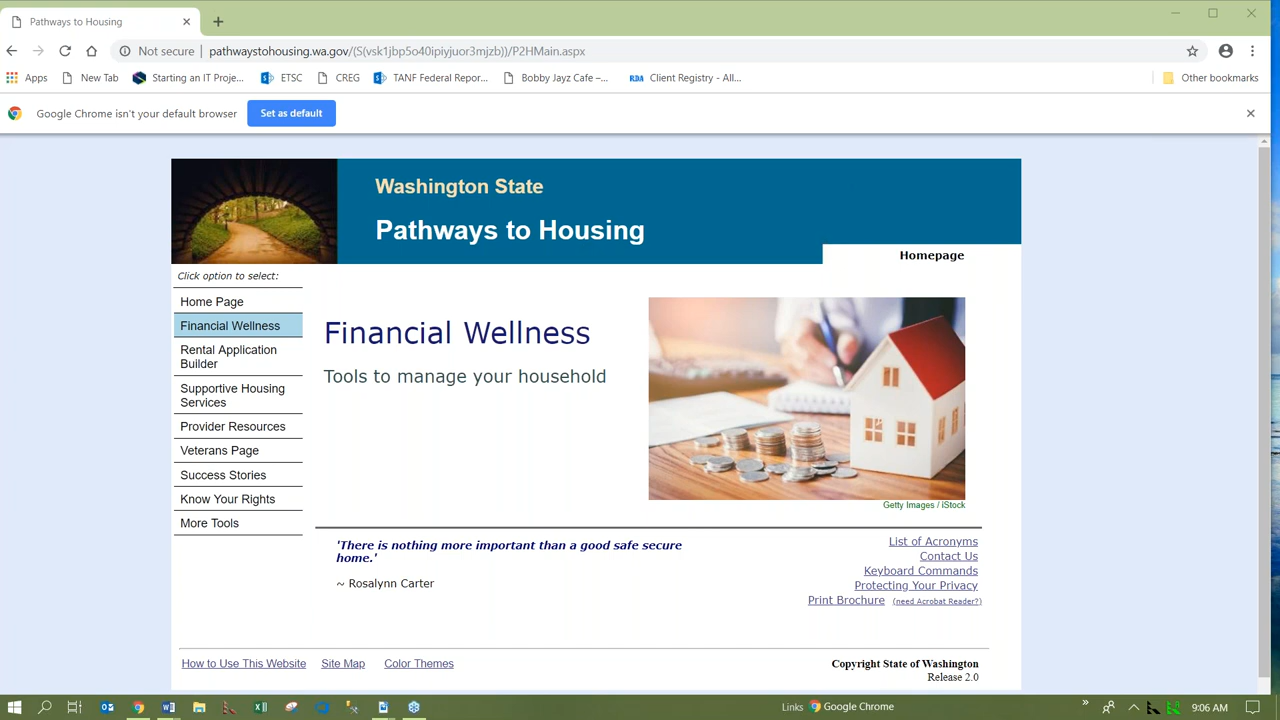 Pathways to Housing
Not secure | pathwaystohousing.wa.gov/(S(vsk1jbp5o40ipiyjuor3mjzb))/P2HMain.aspx
Apps New Tab Starting an IT Proje... ETSC CREG TANF Federal Repor... Bobby Jayz Cafe –... RDA Client Registry - All... Other bookmarks
Google Chrome isn't your default browser Set as default
Washington State
Pathways to Housing
Homepage
Click option to select:
Home Page
Financial Wellness
Rental Application
Builder
Supportive Housing
Services
Provider Resources
Veterans Page
Success Stories
Know Your Rights
More Tools
Financial Wellness
Tools to manage your household
Getty Images / iStock
'There is nothing more important than a good safe secure
home.'
~ Rosalynn Carter
List of Acronyms
Contact Us
Keyboard Commands
Protecting Your Privacy
Print Brochure (need Acrobat Reader?)
How to Use This Website Site Map Color Themes
Copyright State of Washington
Release 2.0
Links Google Chrome 9:06 AM